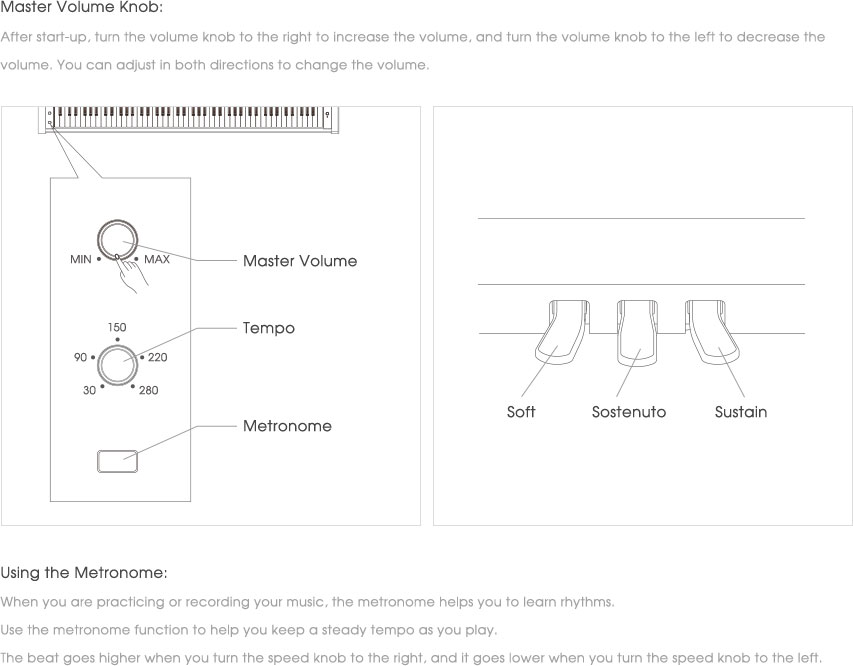 Master Volume Knob:
After start-up, turn the volume knob to the right to increase the volume, and turn the volume knob to the left to decrease the
volume. You can adjust in both directions to change the volume.
MIN
MAX
Master Volume
150
Tempo
90
220
30
280
Metronome
Soft
Sostenuto
Sustain
Using the Metronome:
When you are practicing or recording your music, the metronome helps you to learn rhythms.
Use the metronome function to help you keep a steady tempo as you play.
The beat goes higher when you turn the speed knob to the right, and it goes lower when you turn the speed knob to the left.